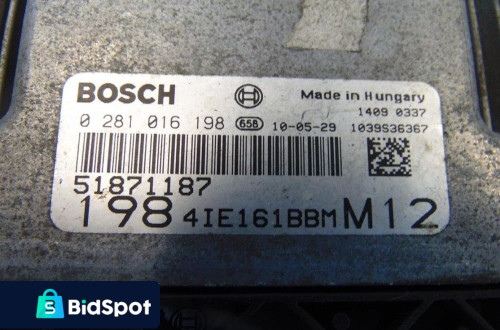 BOSCH
Made in Hungary
1409 0337
0 281 016 198 658 10-05-29 1039S36367
51871187
198 4IE161BBM M12
BidSpot